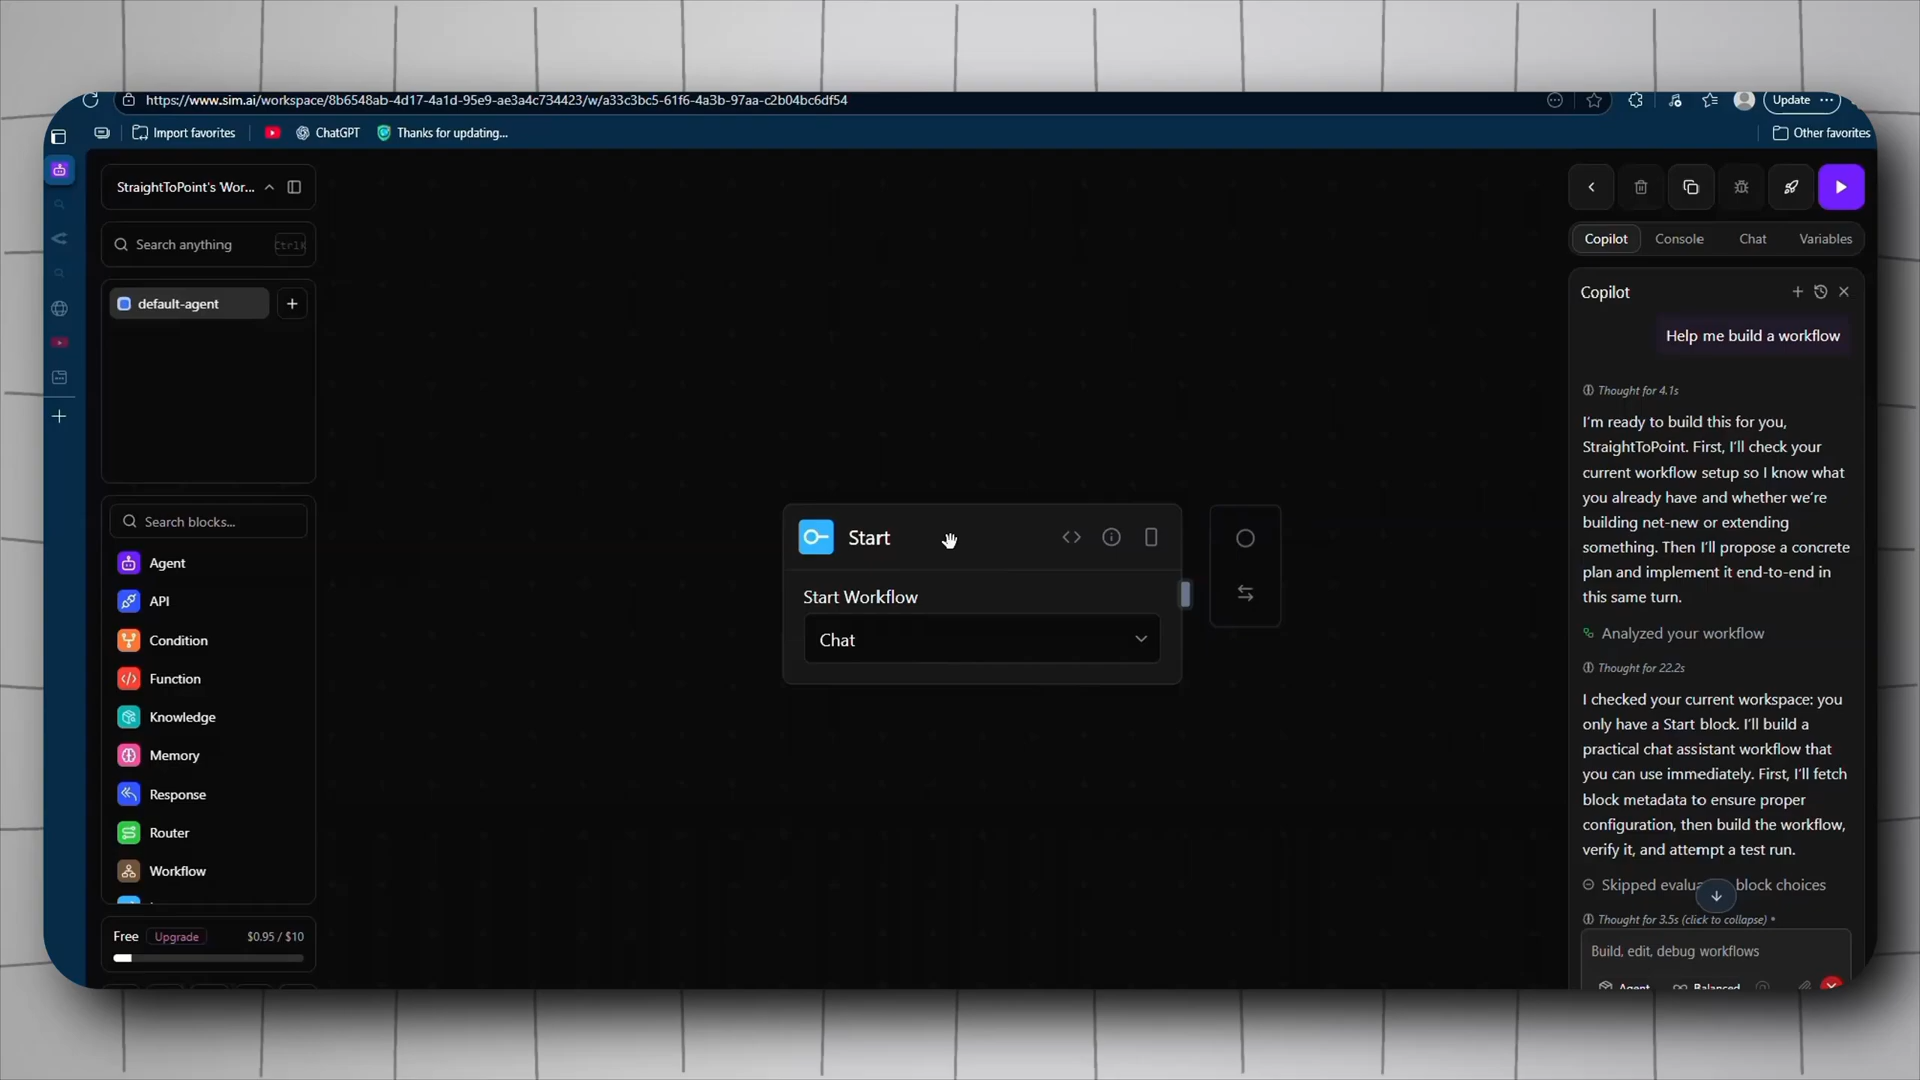 https://www.sim.ai/workspace/8b6548ab-4d17-4a1d-95e9-ae3a4c734423/w/a33c3bc5-61f6-4a3b-97aa-c2b04bc6df54
Update
Import favorites
ChatGPT
Thanks for updating...
Other favorites
StraightToPoint's Wor...
Search anything
Ctrl K
default-agent
Search blocks...
Agent
API
Condition
Function
Knowledge
Memory
Response
Router
Workflow
Free
Upgrade
$0.95 / $10
Start
Start Workflow
Chat
Copilot
Console
Chat
Variables
Copilot
Help me build a workflow
Thought for 4.1s
I'm ready to build this for you,
StraightToPoint. First, I'll check your
current workflow setup so I know what
you already have and whether we're
building net-new or extending
something. Then I'll propose a concrete
plan and implement it end-to-end in
this same turn.
Analyzed your workflow
Thought for 22.2s
I checked your current workspace: you
only have a Start block. I'll build a
practical chat assistant workflow that
you can use immediately. First, I'll fetch
block metadata to ensure proper
configuration, then build the workflow,
verify it, and attempt a test run.
Skipped block choices
Thought for 3.5s (click to collapse)
Build, edit, debug workflows
Agent
Balanced